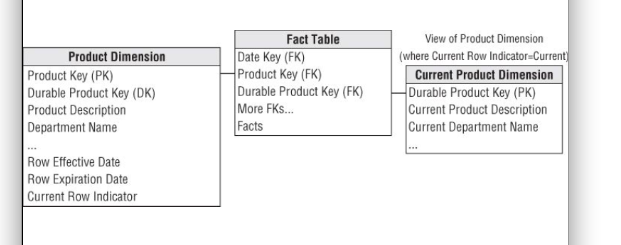 Product Dimension
Product Key (PK)
Durable Product Key (DK)
Product Description
Department Name
...
Row Effective Date
Row Expiration Date
Current Row Indicator
Fact Table
Date Key (FK)
Product Key (FK)
Durable Product Key (FK)
More FKs...
Facts
View of Product Dimension
(where Current Row Indicator=Current)
Current Product Dimension
Durable Product Key (PK)
Current Product Description
Current Department Name
...